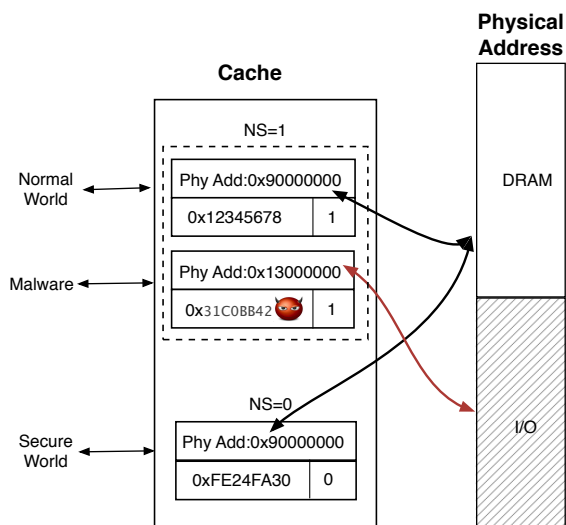 Physical
Address
Cache
NS=1
Normal
World
Phy Add:0x90000000
0x12345678 1
DRAM
Malware
Phy Add:0x13000000
0x31C0BB42 1
NS=0
I/O
Secure
World
Phy Add:0x90000000
0xFE24FA30 0